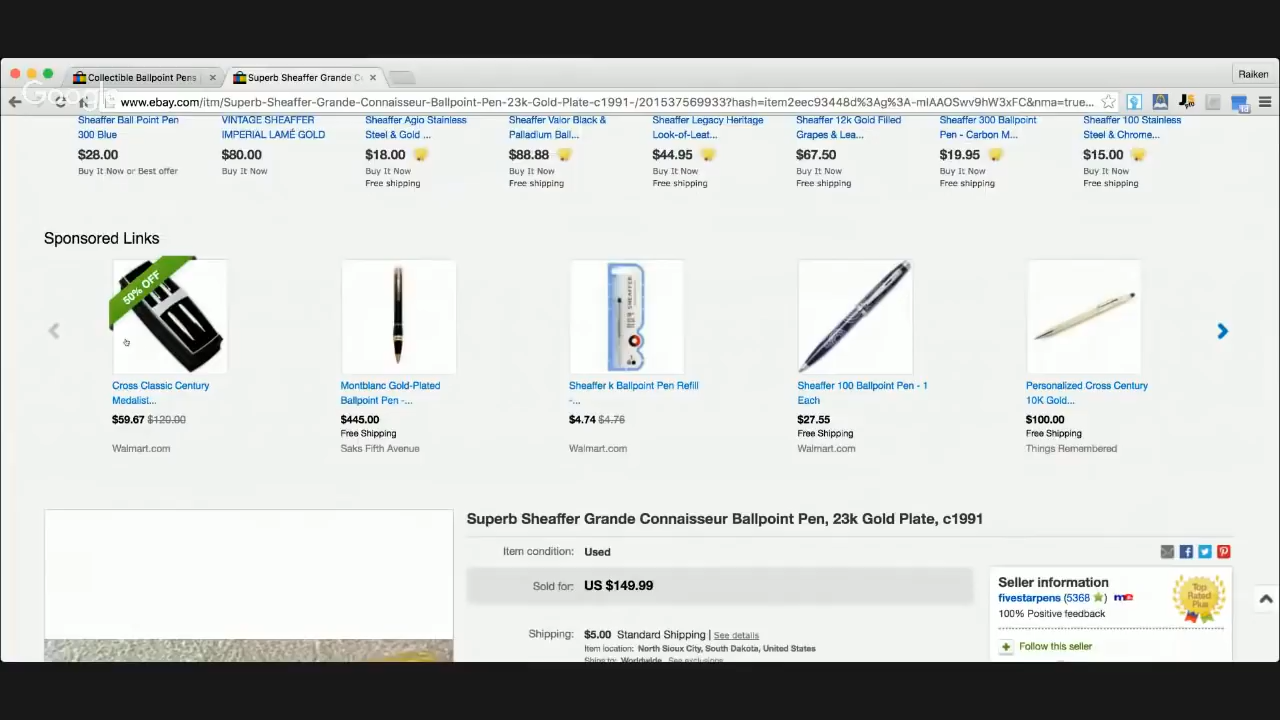 Collectible Ballpoint Pens
Superb Sheaffer Grande C
Raiken
Google
www.ebay.com/itm/Superb-Sheaffer-Grande-Connaisseur-Ballpoint-Pen-23k-Gold-Plate-c1991-/201537569933?hash=item2eec93448d%3Ag%3A-mIAAOSwv9hW3xFC&nma=true...
Sheaffer Ball Point Pen
300 Blue
$28.00
Buy It Now or Best offer
VINTAGE SHEAFFER
IMPERIAL LAMÉ GOLD
$80.00
Buy It Now
Sheaffer Agio Stainless
Steel & Gold ...
$18.00
Buy It Now
Free shipping
Sheaffer Valor Black &
Palladium Ball...
$88.88
Buy It Now
Free shipping
Sheaffer Legacy Heritage
Look-of-Leat...
$44.95
Buy It Now
Free shipping
Sheaffer 12k Gold Filled
Grapes & Lea...
$67.50
Buy It Now
Free shipping
Sheaffer 300 Ballpoint
Pen - Carbon M...
$19.95
Buy It Now
Free shipping
Sheaffer 100 Stainless
Steel & Chrome...
$15.00
Buy It Now
Free shipping
Sponsored Links
50% OFF
Cross Classic Century
Medalist...
$59.67 $120.00
Walmart.com
Montblanc Gold-Plated
Ballpoint Pen -...
$445.00
Free Shipping
Saks Fifth Avenue
SHEAFFER
Sheaffer k Ballpoint Pen Refill
-...
$4.74 $4.76
Walmart.com
Sheaffer 100 Ballpoint Pen - 1
Each
$27.55
Free Shipping
Walmart.com
Personalized Cross Century
10K Gold...
$100.00
Free Shipping
Things Remembered
Superb Sheaffer Grande Connaisseur Ballpoint Pen, 23k Gold Plate, c1991
Item condition: Used
Sold for: US $149.99
Shipping: $5.00 Standard Shipping | See details
Item location: North Sioux City, South Dakota, United States
Ships to: Worldwide See exclusions
Seller information
fivestarpens (5368 ) me
100% Positive feedback
Top
Rated
Plus
Follow this seller